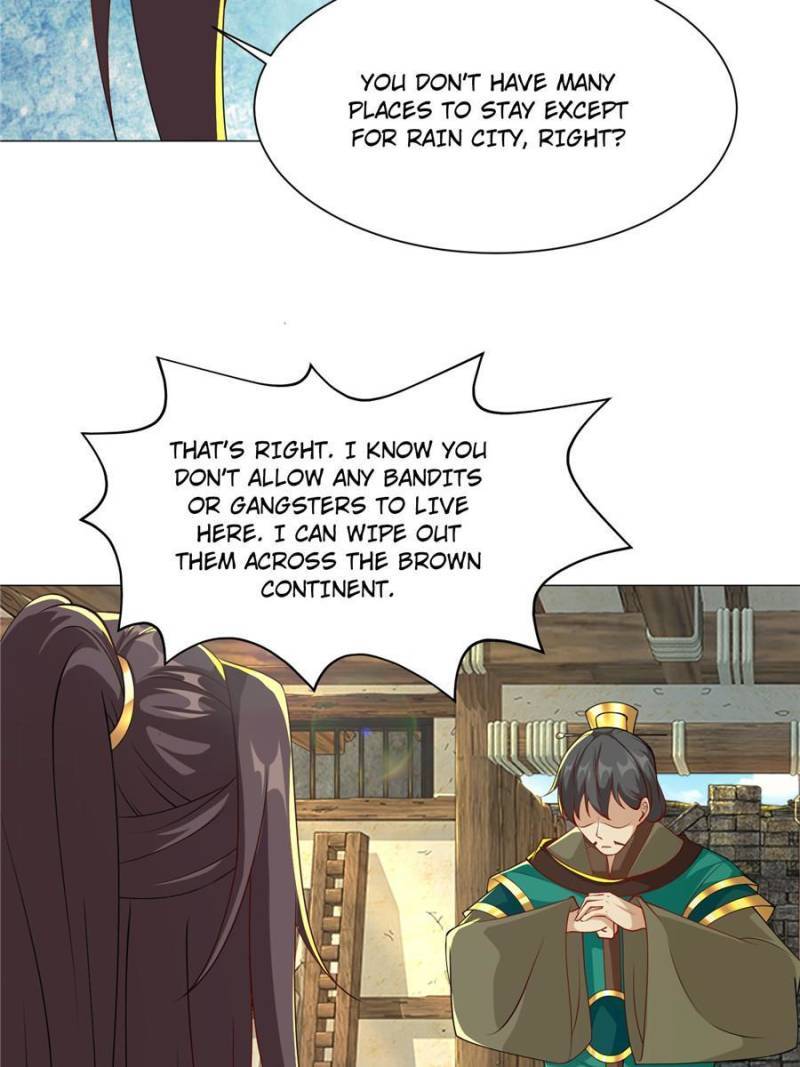 YOU DON'T HAVE MANY
PLACES TO STAY EXCEPT
FOR RAIN CITY, RIGHT?
THAT'S RIGHT. I KNOW YOU
DON'T ALLOW ANY BANDITS
OR GANGSTERS TO LIVE
HERE. I CAN WIPE OUT
THEM ACROSS THE BROWN
CONTINENT.